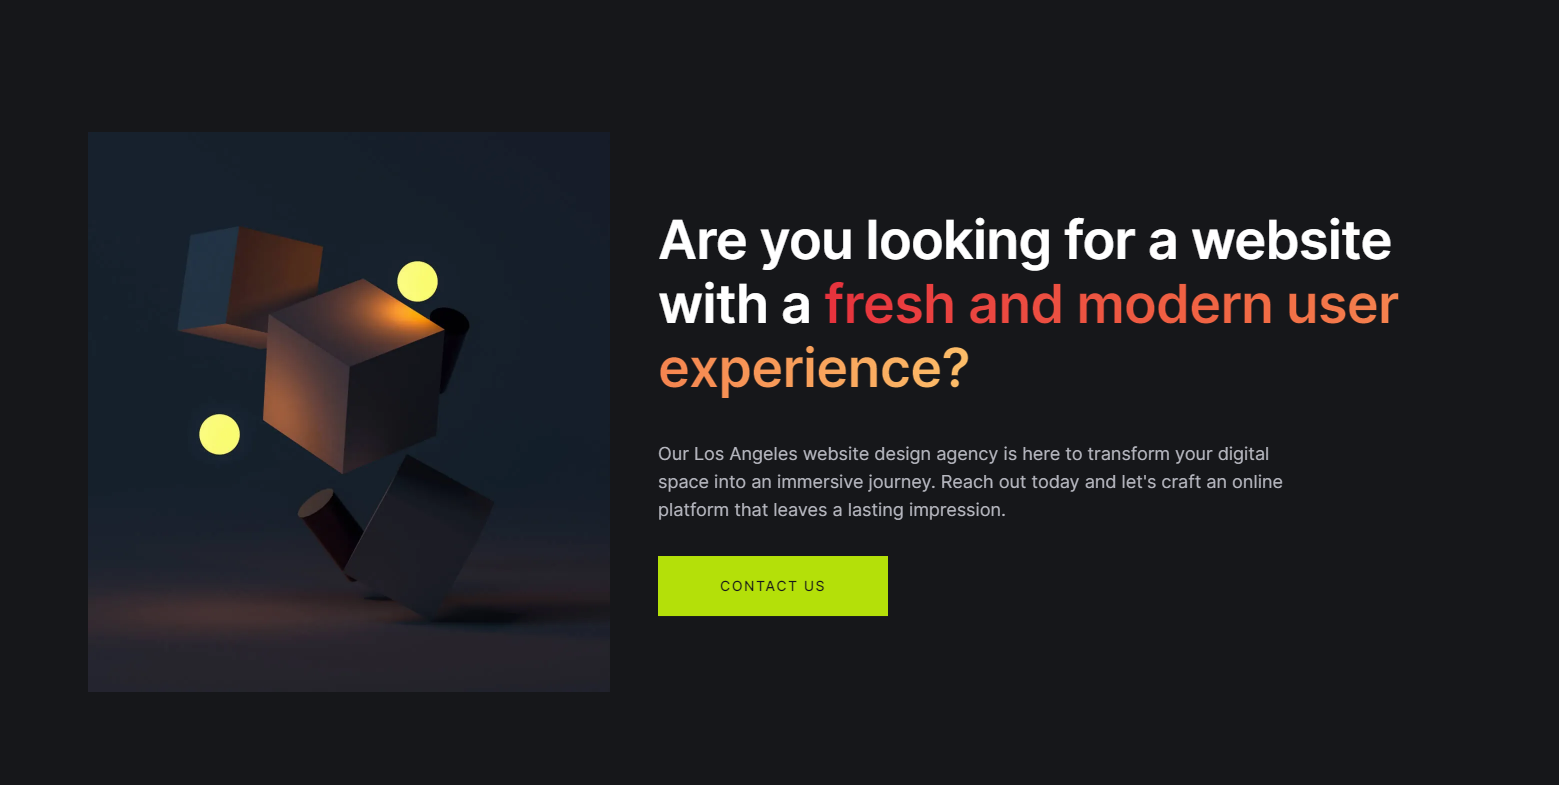 Are you looking for a website
with a fresh and modern user
experience?
Our Los Angeles website design agency is here to transform your digital
space into an immersive journey. Reach out today and let's craft an online
platform that leaves a lasting impression.
CONTACT US